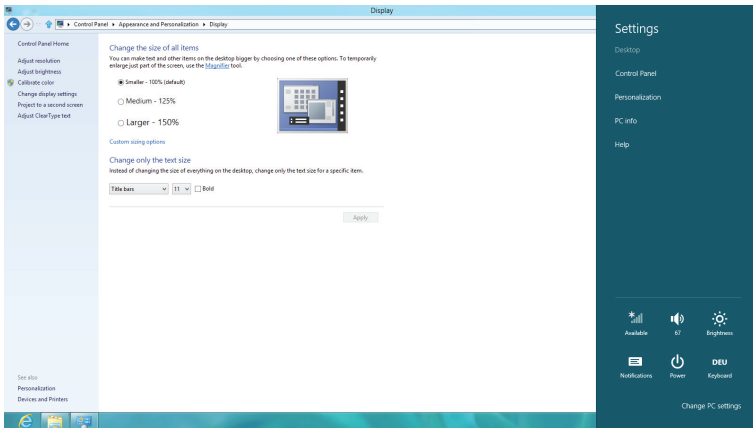 Display
Control Panel ▸ Appearance and Personalization ▸ Display
Control Panel Home
Adjust resolution
Adjust brightness
Calibrate color
Change display settings
Project to a second screen
Adjust ClearType text
See also
Personalization
Devices and Printers
Change the size of all items
You can make text and other items on the desktop bigger by choosing one of these options. To temporarily
enlarge just part of the screen, use the Magnifier tool.
Smaller - 100% (default)
Medium - 125%
Larger - 150%
Custom sizing options
Change only the text size
Instead of changing the size of everything on the desktop, change only the text size for a specific item.
Title bars 11 Bold
Apply
Settings
Desktop
Control Panel
Personalization
PC info
Help
Available 67 Brightness
DEU
Notifications Power Keyboard
Change PC settings